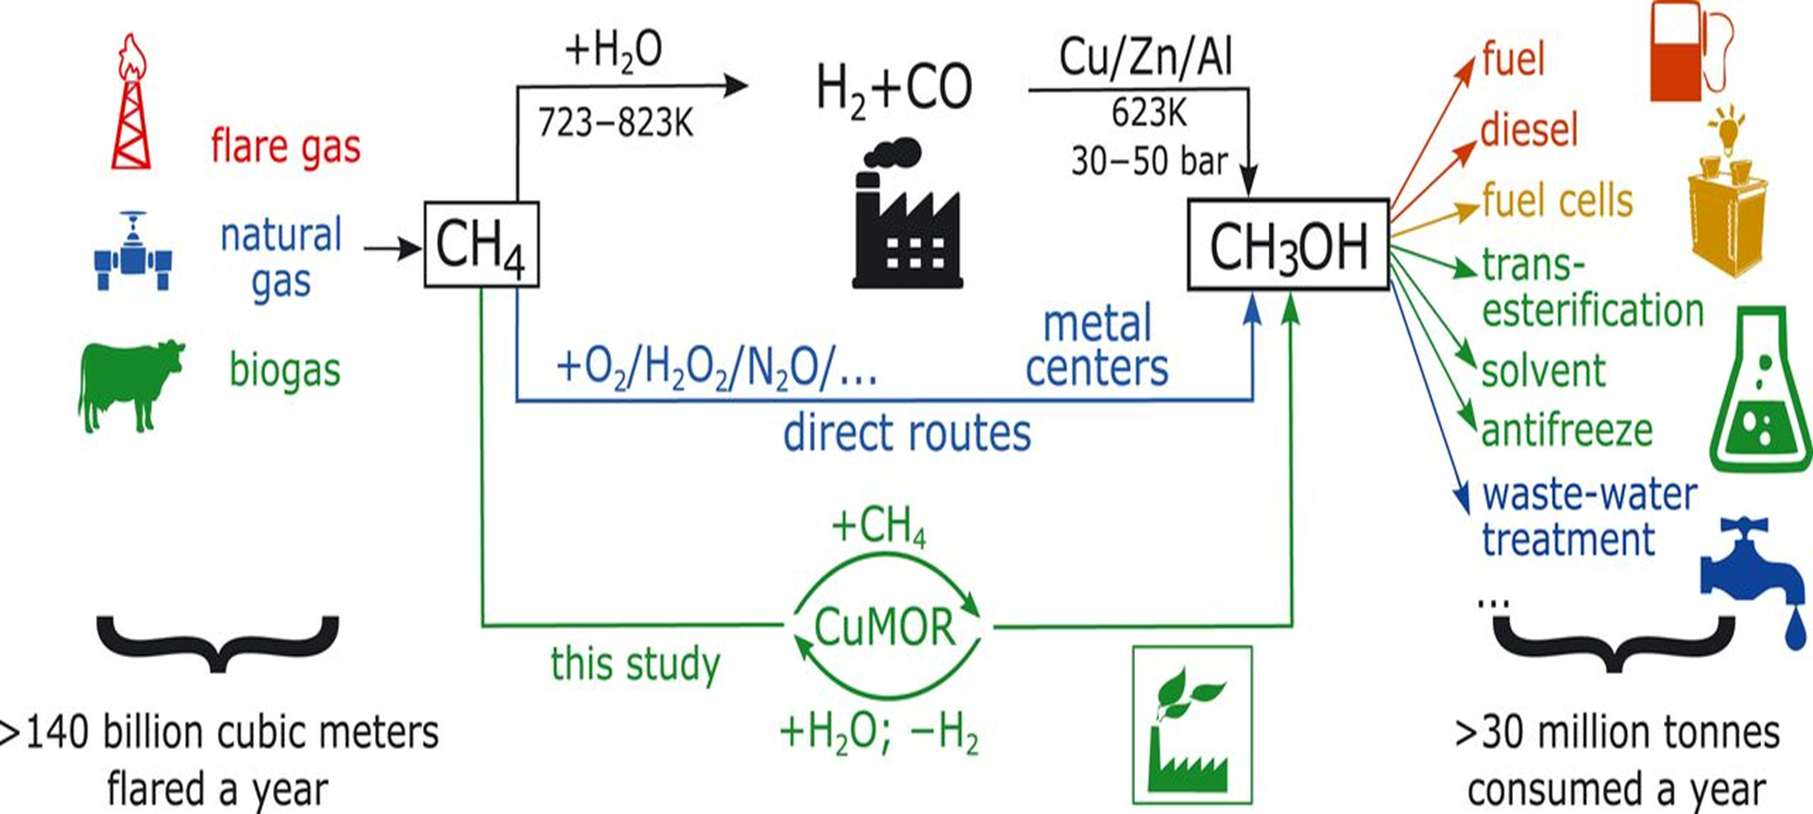 flare gas
natural
gas
biogas
>140 billion cubic meters
flared a year
CH₄
+H₂O
723–823K
H₂+CO
Cu/Zn/Al
623K
30–50 bar
CH₃OH
+O₂/H₂O₂/N₂O/...
metal
centers
direct routes
+CH₄
CuMOR
this study
+H₂O; –H₂
fuel
diesel
fuel cells
trans-
esterification
solvent
antifreeze
waste-water
treatment
...
>30 million tonnes
consumed a year